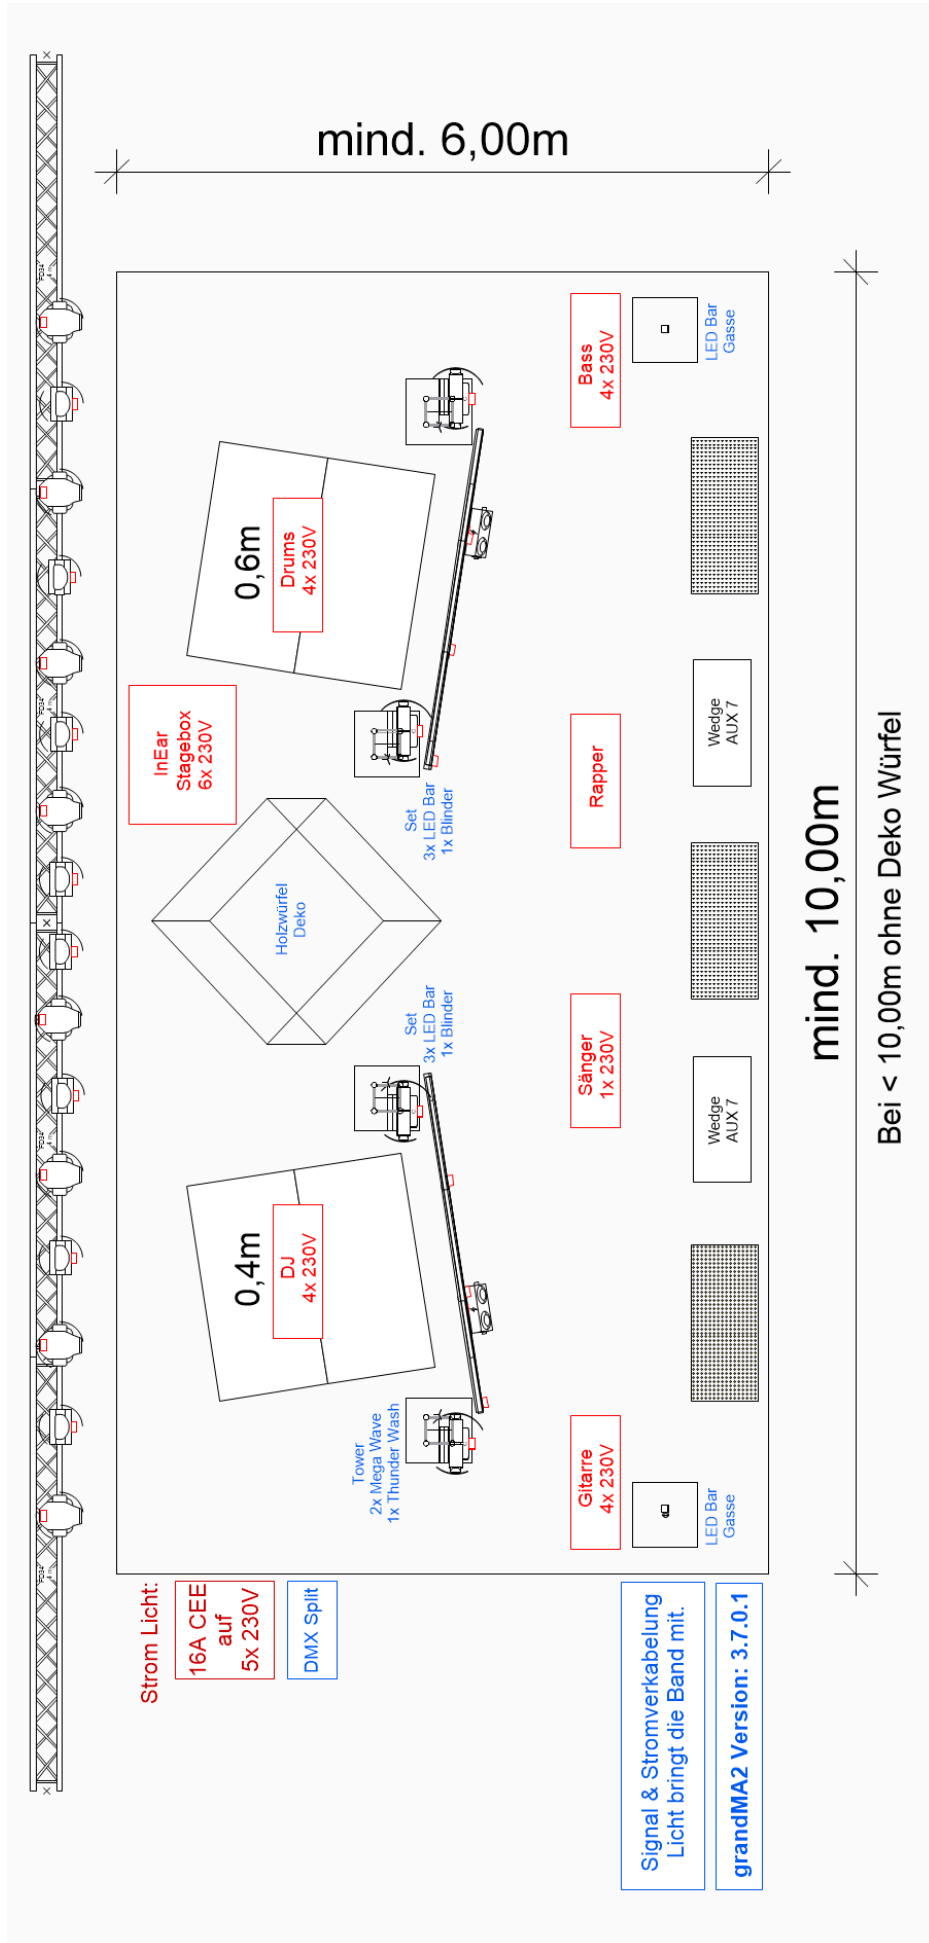 mind. 6,00m
Bass
4x 230V
LED Bar
Gasse
0,6m
Drums
4x 230V
InEar
Stagebox
6x 230V
Set
3x LED Bar
1x Blinder
Rapper
Wedge
AUX 7
Holzwürfel
Deko
mind. 10,00m
Bei < 10,00m ohne Deko Würfel
Set
3x LED Bar
1x Blinder
Sänger
1x 230V
Wedge
AUX 7
0,4m
DJ
4x 230V
Tower
2x Mega Wave
1x Thunder Wash
Gitarre
4x 230V
LED Bar
Gasse
Strom Licht:
16A CEE
auf
5x 230V
DMX Split
Signal & Stromverkabelung
Licht bringt die Band mit.
grandMA2 Version: 3.7.0.1